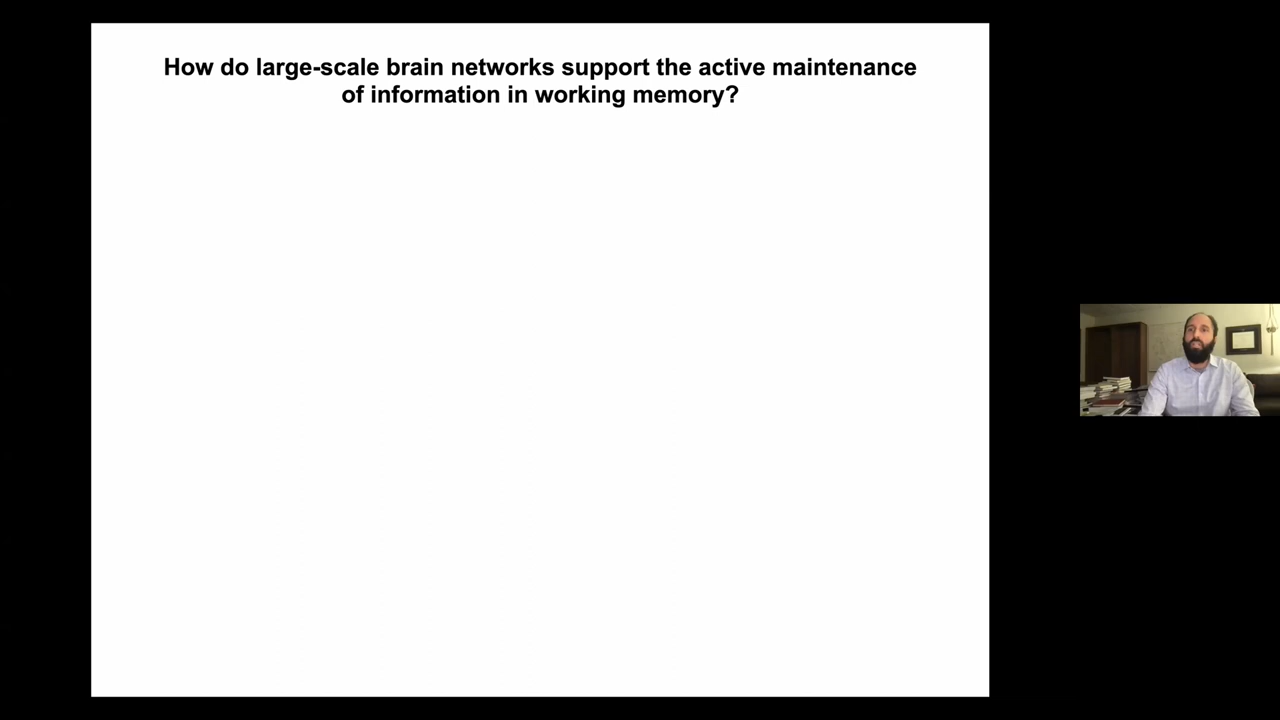 How do large-scale brain networks support the active maintenance
of information in working memory?